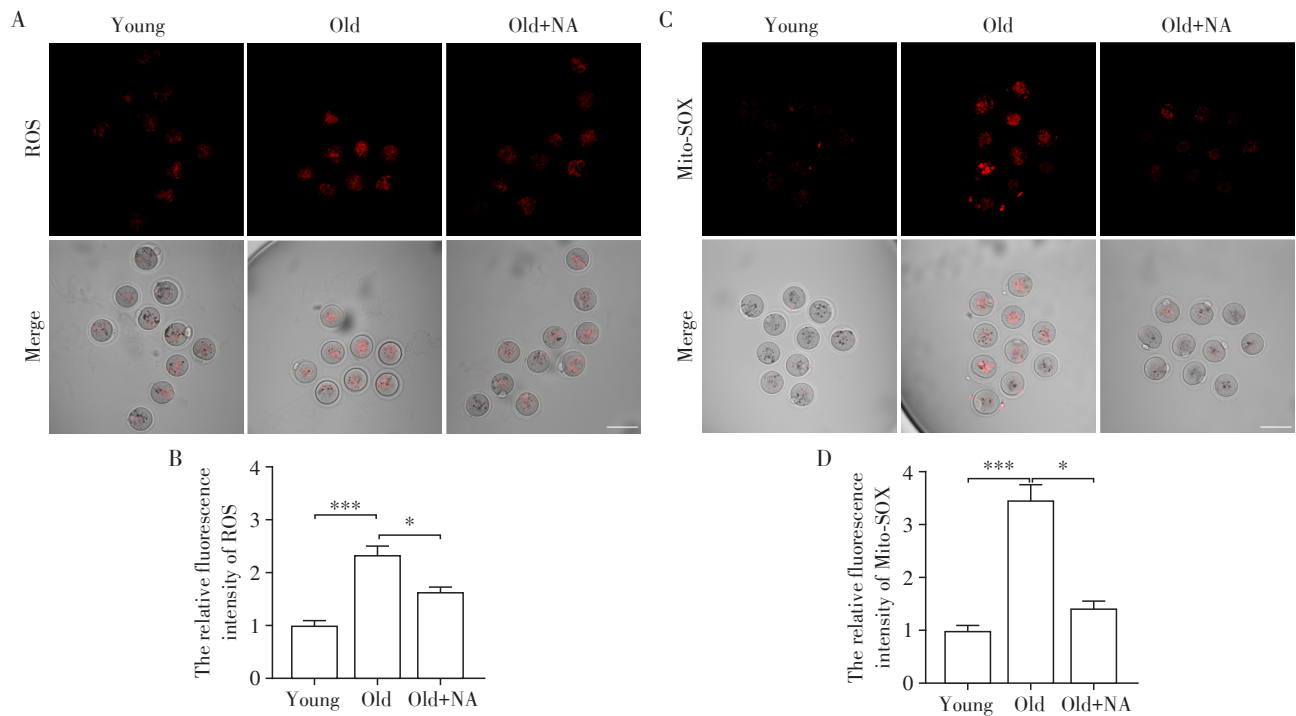 A
Young
Old
Old+NA
ROS
Merge
C
Young
Old
Old+NA
Mito-SOX
Merge
B
The relative fluorescence
intensity of ROS
4
3
2
1
0
***
*
Young
Old
Old+NA
D
The relative fluorescence
intensity of Mito-SOX
4
3
2
1
0
***
*
Young
Old
Old+NA